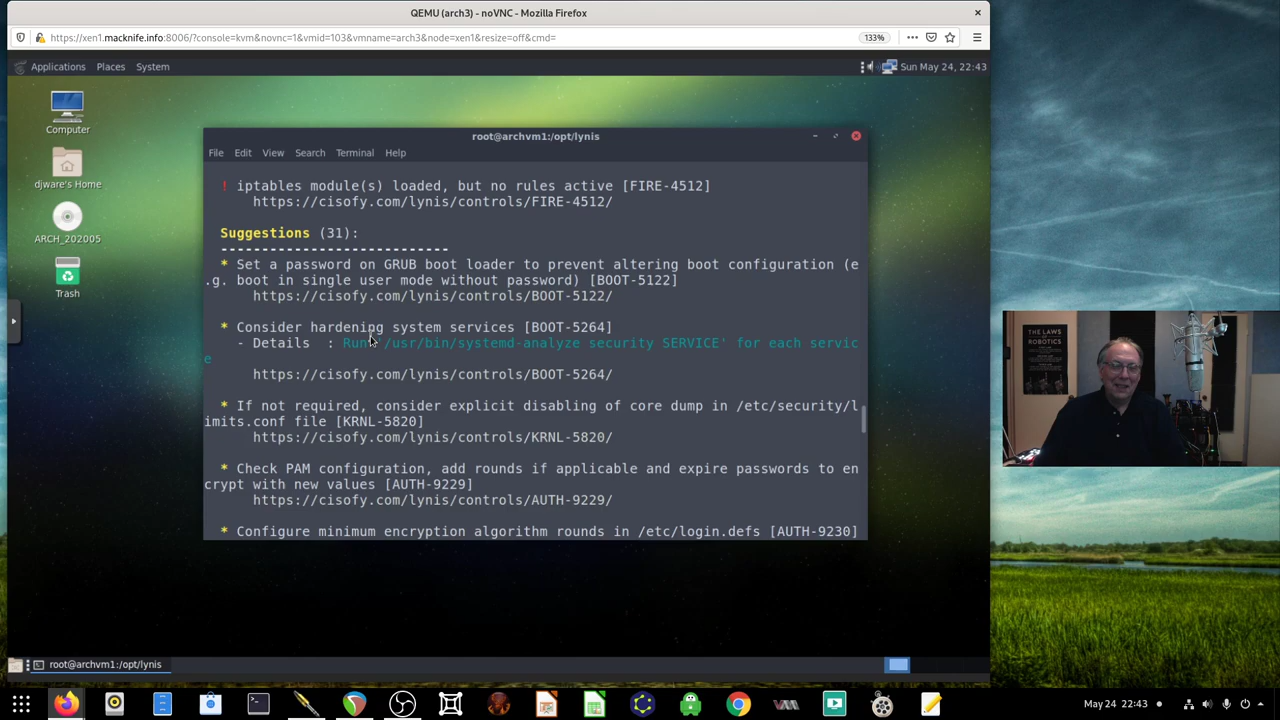 QEMU (arch3) - noVNC - Mozilla Firefox
https://xen1.macknife.info:8006/?console=kvm&novnc=1&vmid=103&vmname=arch3&node=xen1&resize=off&cmd=
133%
Applications Places System
Sun May 24, 22:43
Computer
djware's Home
ARCH_202005
Trash
root@archvm1:/opt/lynis
File Edit View Search Terminal Help
! iptables module(s) loaded, but no rules active [FIRE-4512]
https://cisofy.com/lynis/controls/FIRE-4512/
Suggestions (31):
----------------------------
* Set a password on GRUB boot loader to prevent altering boot configuration (e
.g. boot in single user mode without password) [BOOT-5122]
https://cisofy.com/lynis/controls/BOOT-5122/
* Consider hardening system services [BOOT-5264]
- Details : Run '/usr/bin/systemd-analyze security SERVICE' for each servic
e
https://cisofy.com/lynis/controls/BOOT-5264/
* If not required, consider explicit disabling of core dump in /etc/security/l
imits.conf file [KRNL-5820]
https://cisofy.com/lynis/controls/KRNL-5820/
* Check PAM configuration, add rounds if applicable and expire passwords to en
crypt with new values [AUTH-9229]
https://cisofy.com/lynis/controls/AUTH-9229/
* Configure minimum encryption algorithm rounds in /etc/login.defs [AUTH-9230]
THE LAWS
OF
ROBOTICS
root@archvm1:/opt/lynis
May 24 22:43